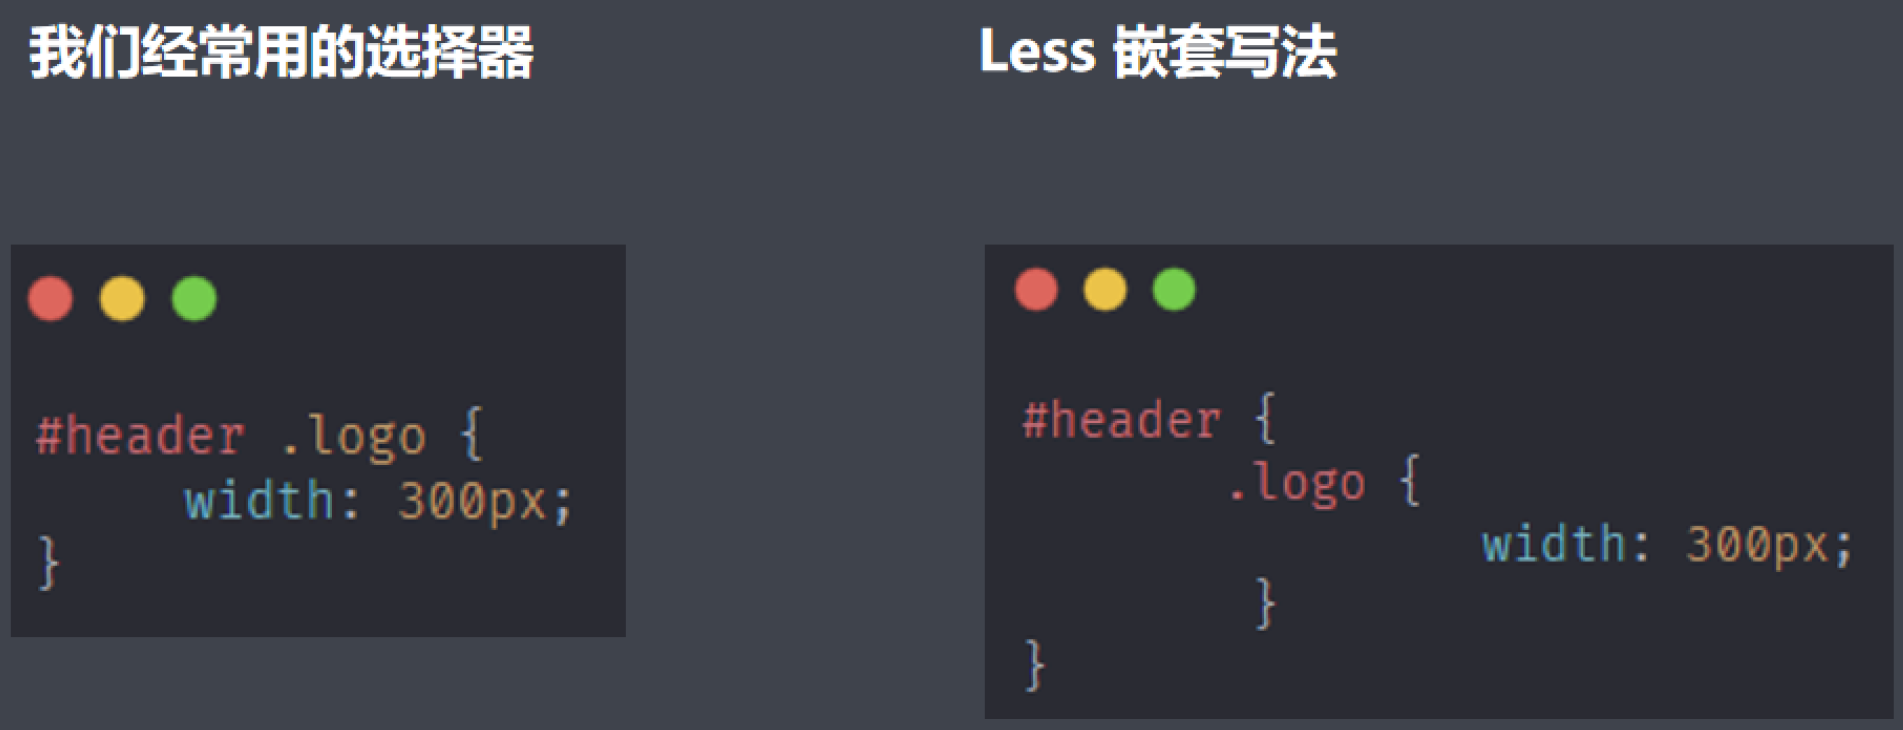 我们经常用的选择器
#header .logo {
width: 300px;
}
Less 嵌套写法
#header {
.logo {
width: 300px;
}
}